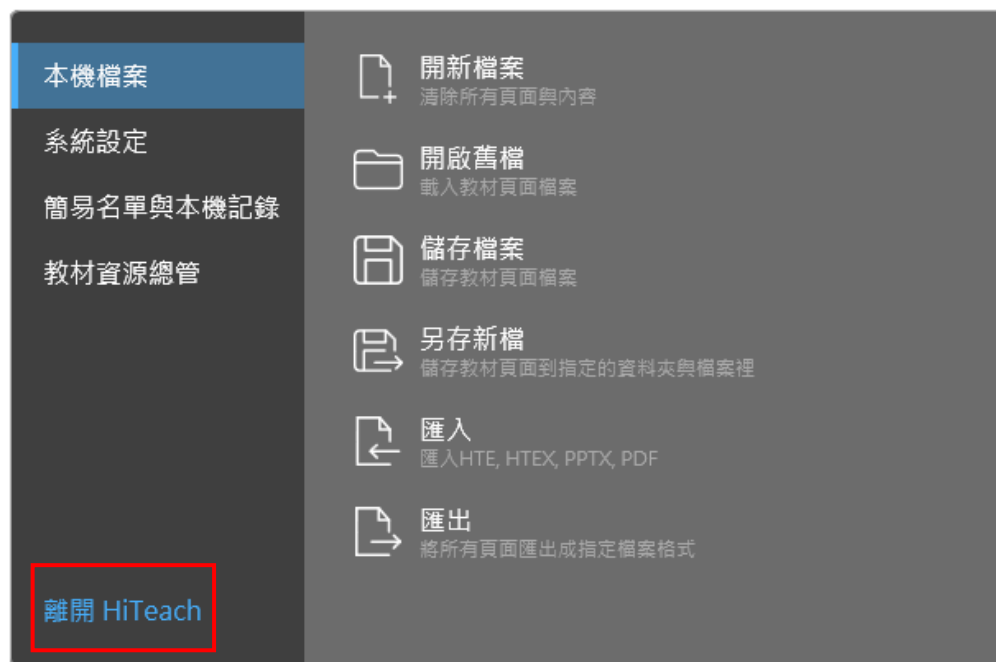 本機檔案
系統設定
簡易名單與本機記錄
教材資源總管
離開 HiTeach
開新檔案
清除所有頁面與內容
開啟舊檔
載入教材頁面檔案
儲存檔案
儲存教材頁面檔案
另存新檔
儲存教材頁面到指定的資料夾與檔案裡
匯入
匯入HTE, HTEX, PPTX, PDF
匯出
將所有頁面匯出成指定檔案格式